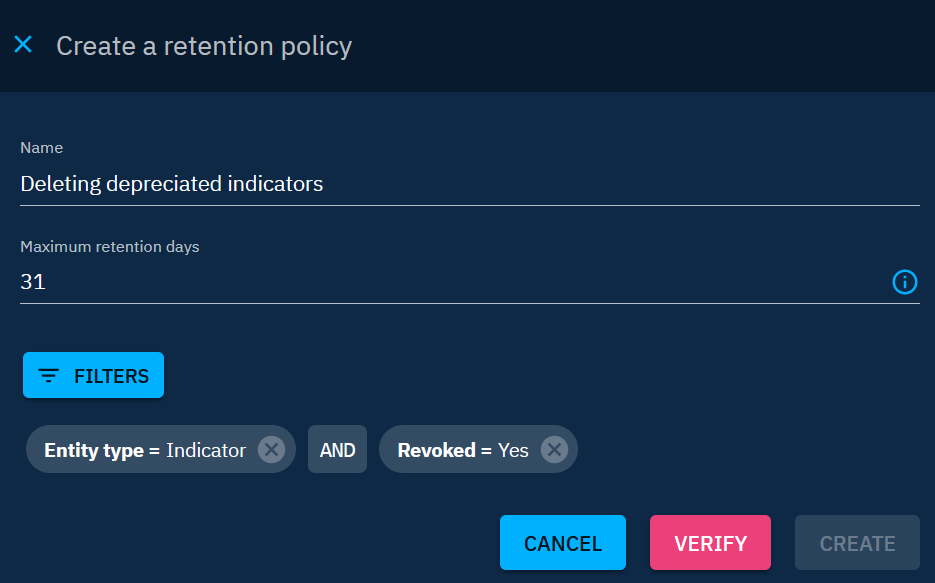 Create a retention policy
Name
Deleting depreciated indicators
Maximum retention days
31
FILTERS
Entity type = Indicator AND Revoked = Yes
CANCEL VERIFY CREATE